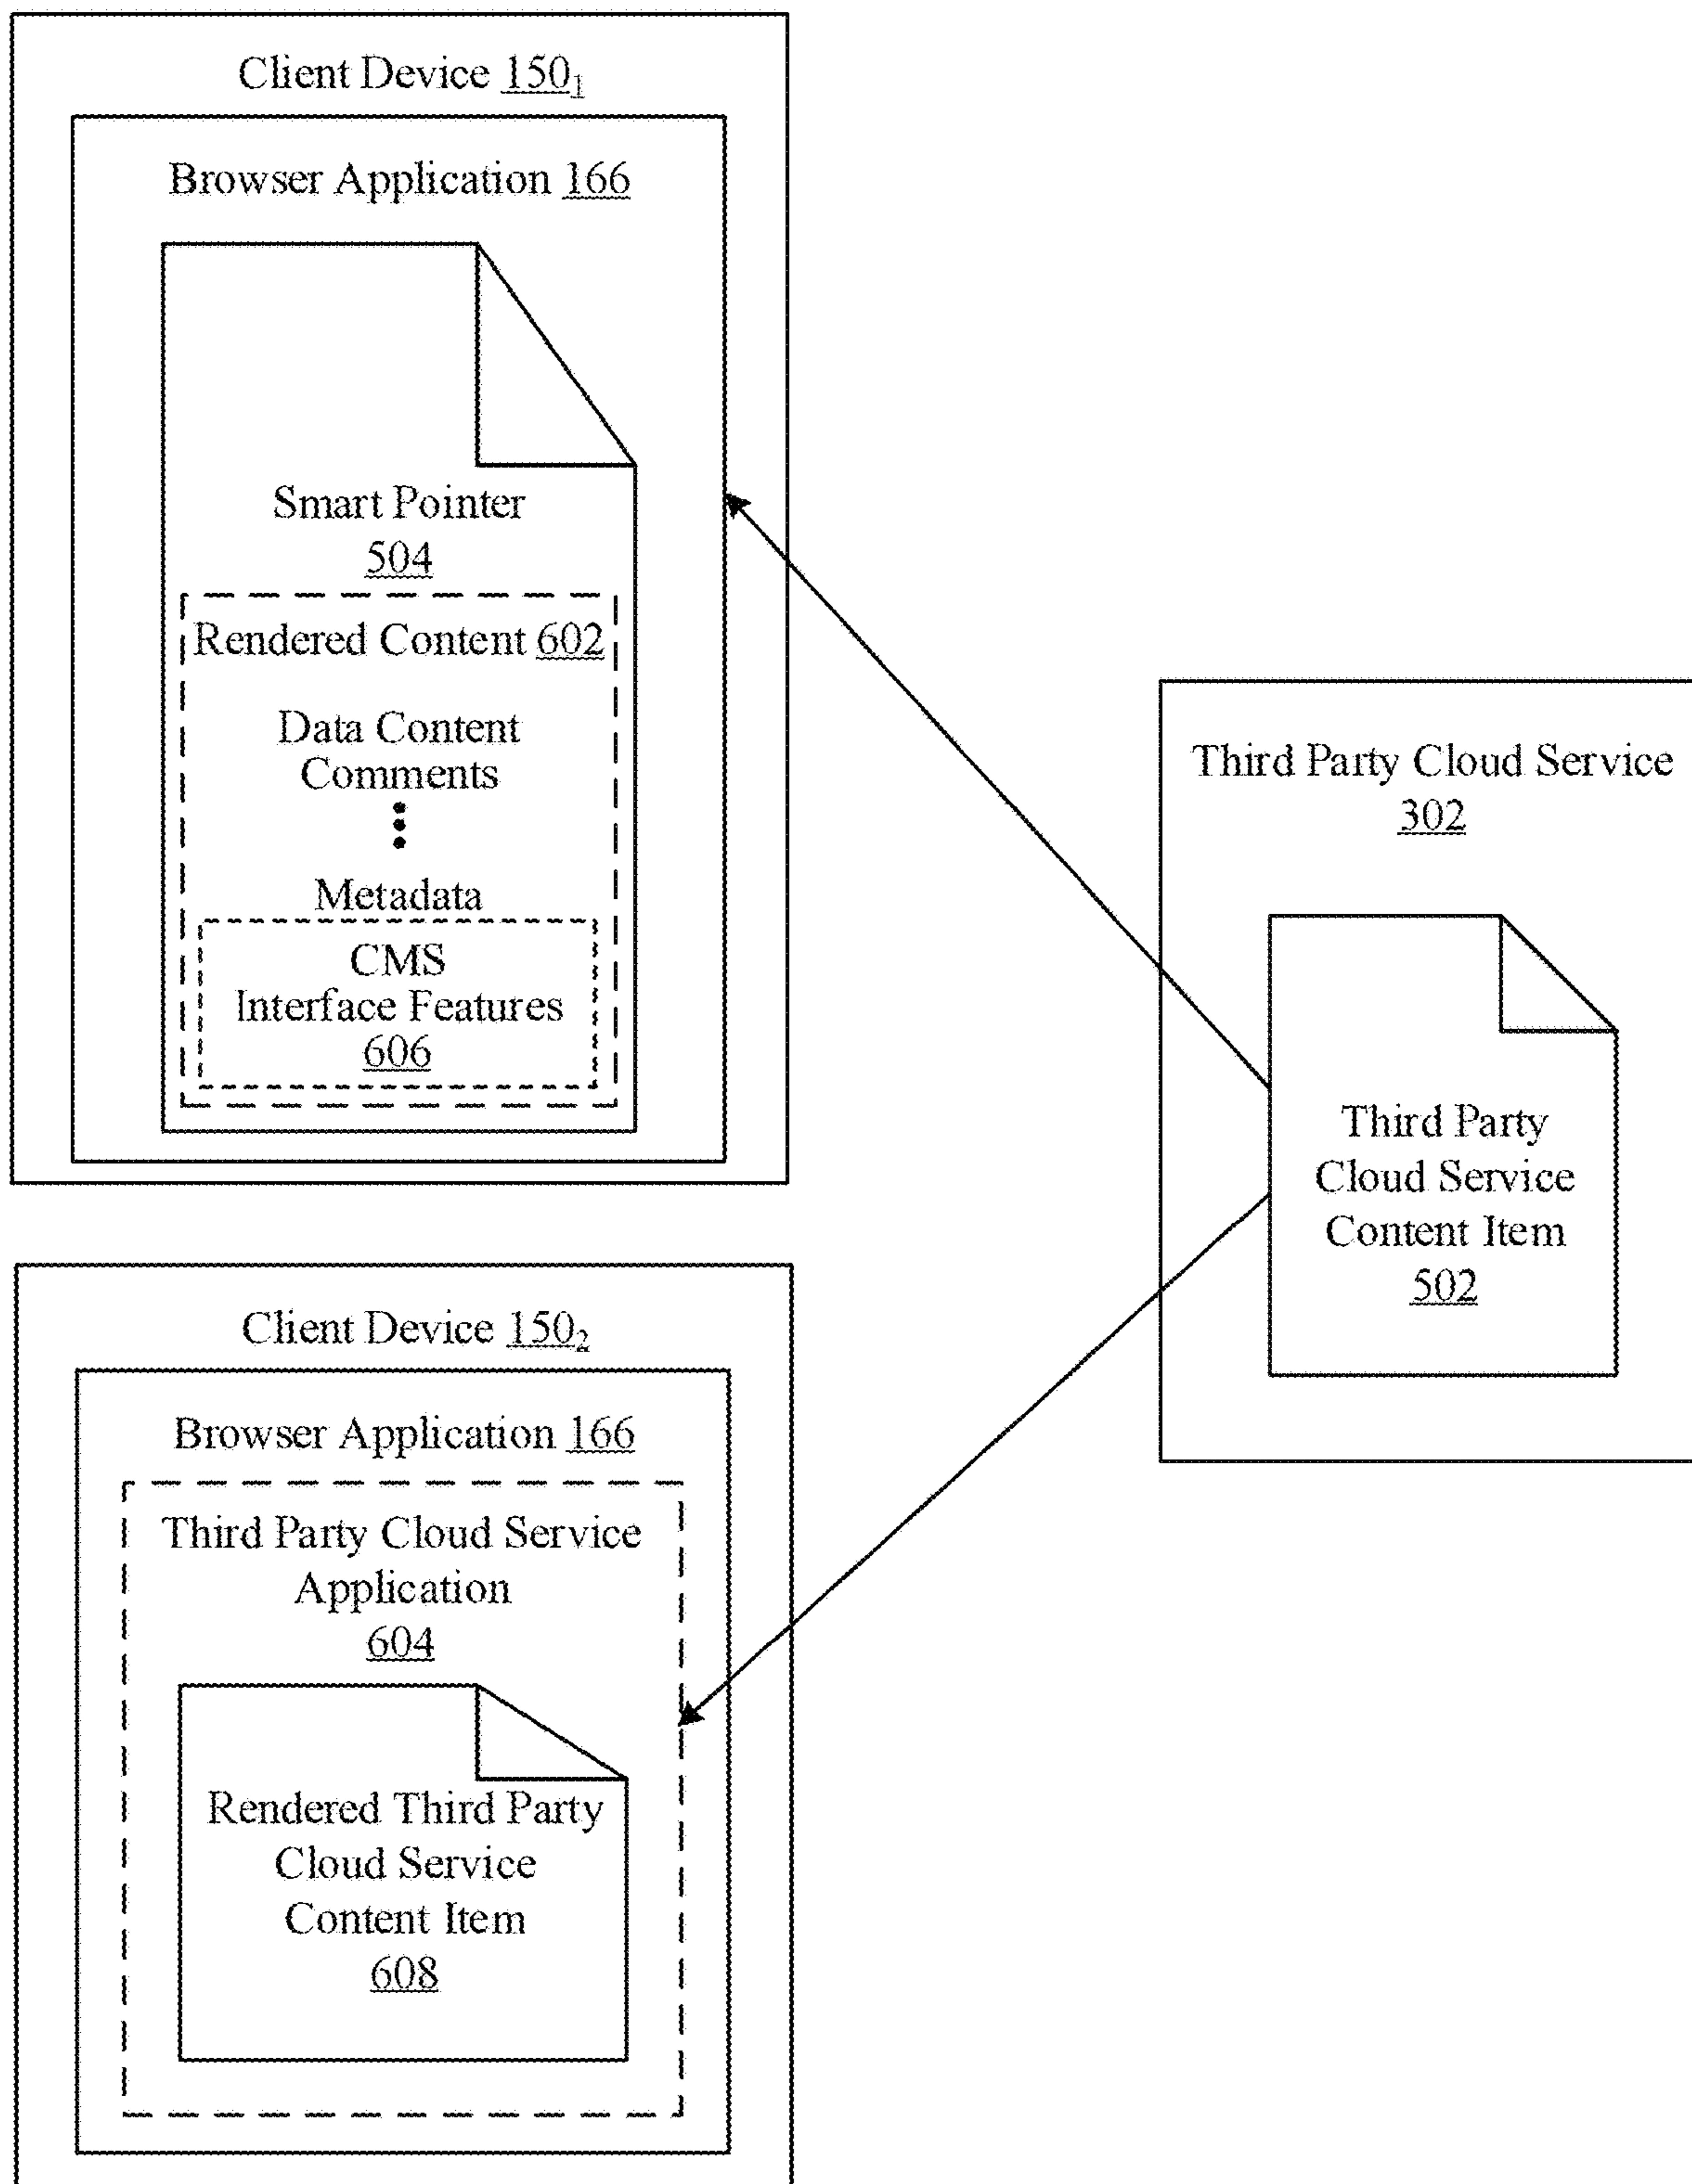 Client Device 150₁
Browser Application 166
Smart Pointer
504
Rendered Content 602
Data Content
Comments
Metadata
CMS
Interface Features
606
Third Party Cloud Service
302
Third Party
Cloud Service
Content Item
502
Client Device 150₂
Browser Application 166
Third Party Cloud Service
Application
604
Rendered Third Party
Cloud Service
Content Item
608